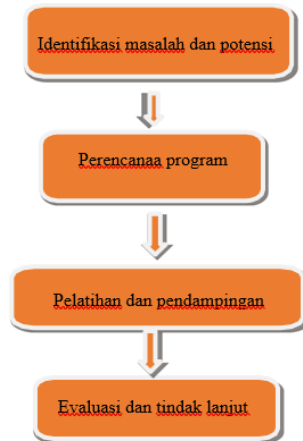 Identifikasi masalah dan potensi
Perencanaa program
Pelatihan dan pendampingan
Evaluasi dan tindak lanjut